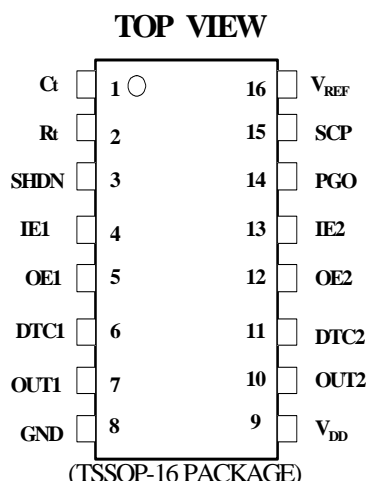 TOP VIEW
Ct 1 16 VREF
Rt 2 15 SCP
SHDN 3 14 PGO
IE1 4 13 IE2
OE1 5 12 OE2
DTC1 6 11 DTC2
OUT1 7 10 OUT2
GND 8 9 VDD
(TSSOP-16 PACKAGE)